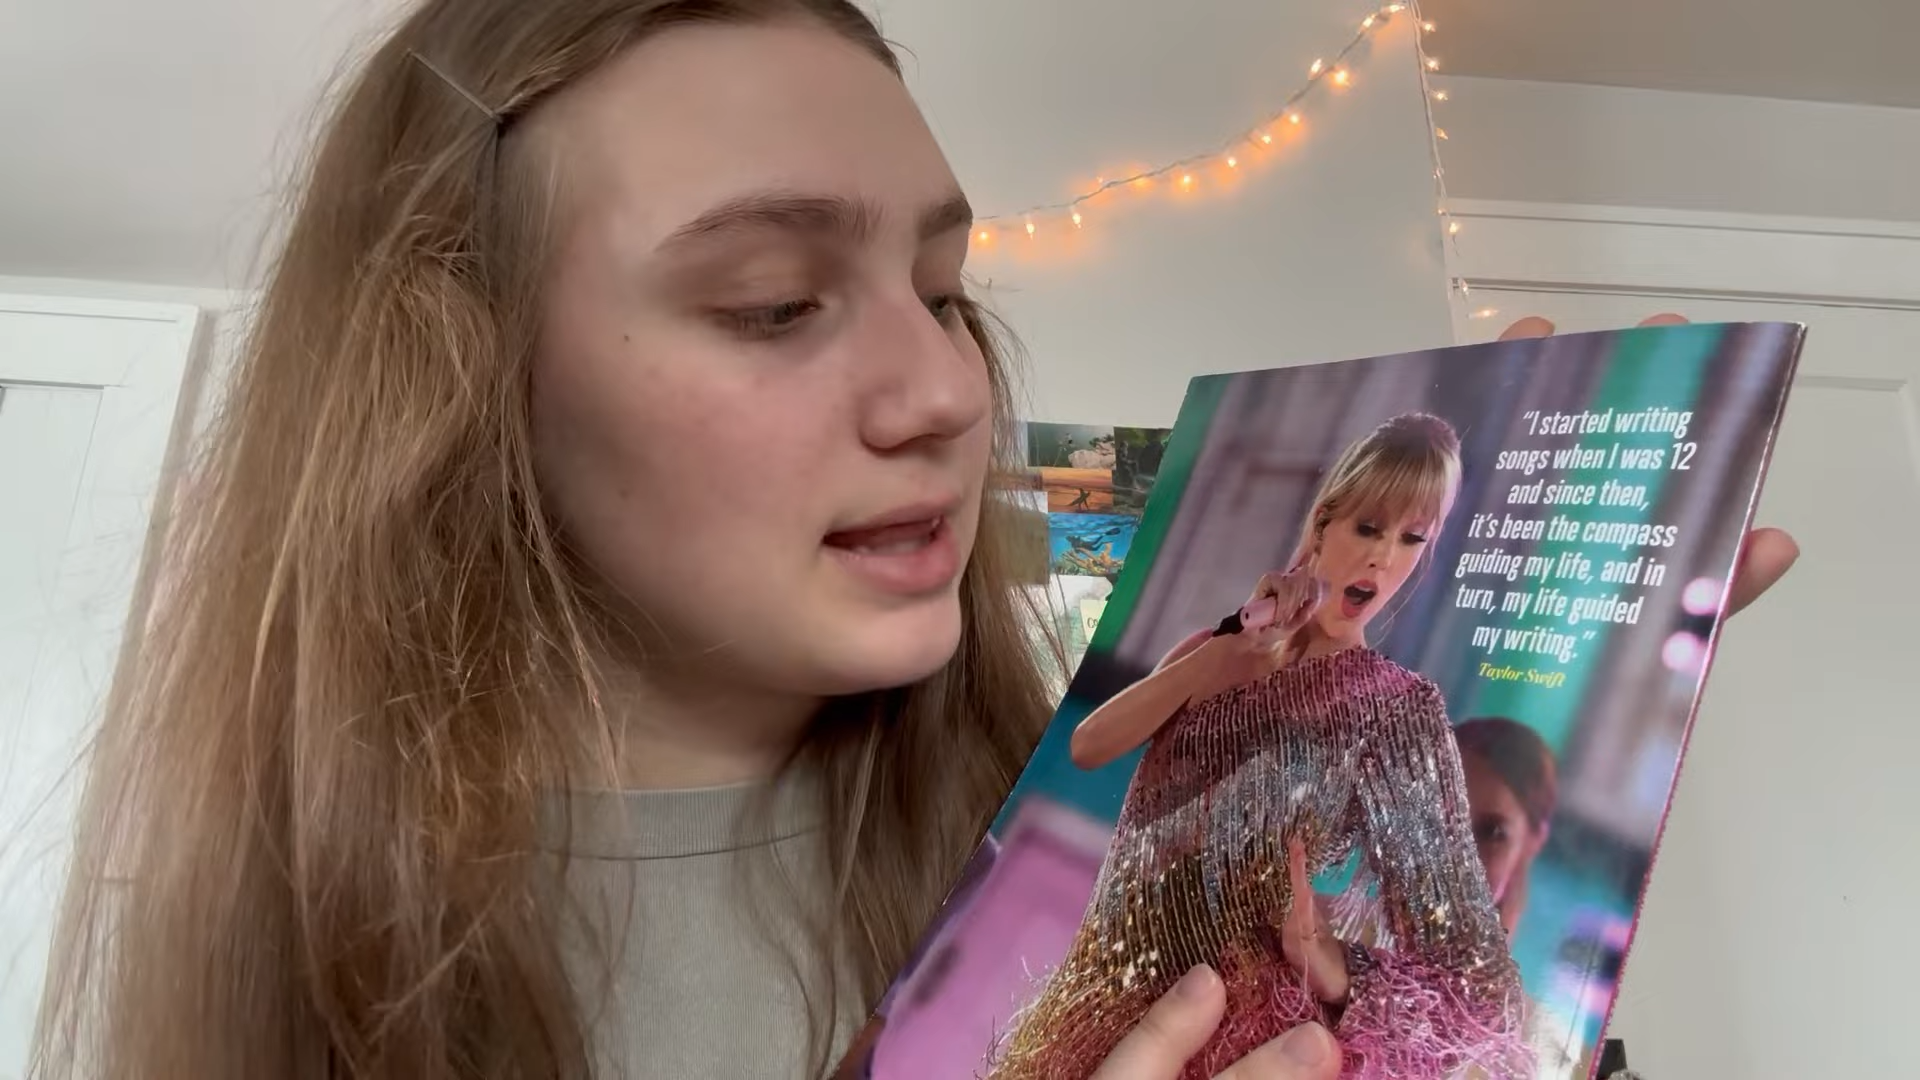 “I started writing
songs when I was 12
and since then,
it’s been the compass
guiding my life, and in
turn, my life guided
my writing.”
Taylor Swift